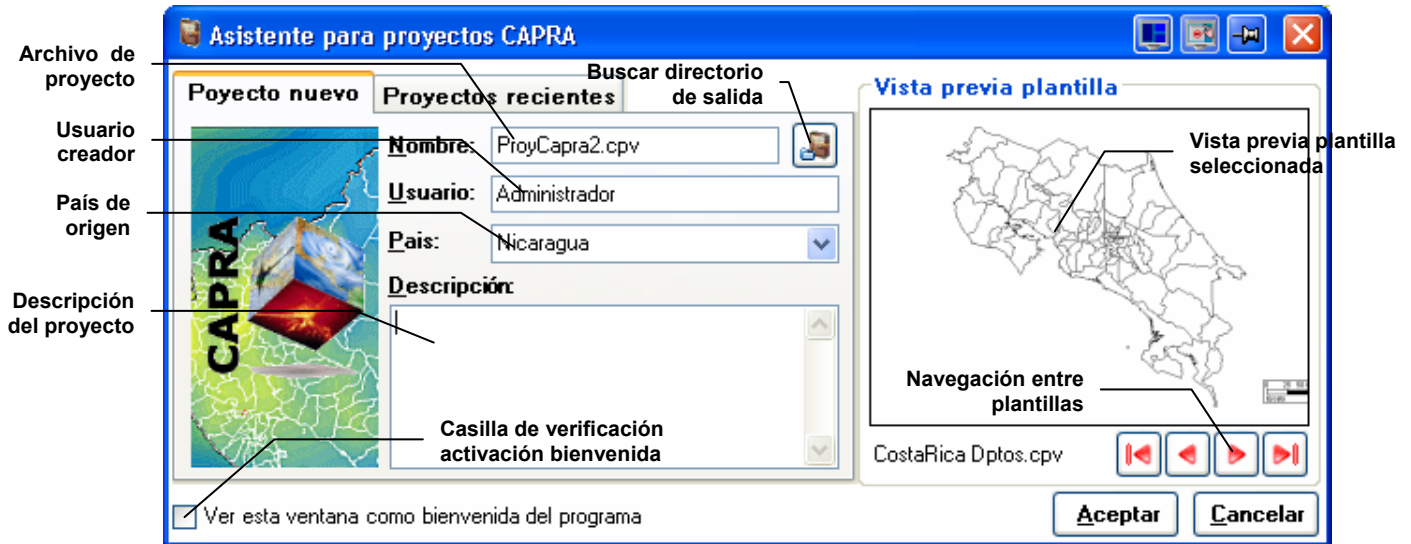 Asistente para proyectos CAPRA
Archivo de
proyecto
Buscar directorio
de salida
Poyecto nuevo
Proyectos recientes
Vista previa plantilla
Usuario
creador
Nombre:
ProyCapra2.cpv
Vista previa plantilla
seleccionada
Usuario:
Administrador
País de
origen
Pais:
Nicaragua
CAPRA
Descripción:
Descripción
del proyecto
Navegación entre
plantillas
Casilla de verificación
activación bienvenida
CostaRica Dptos.cpv
Ver esta ventana como bienvenida del programa
Aceptar
Cancelar